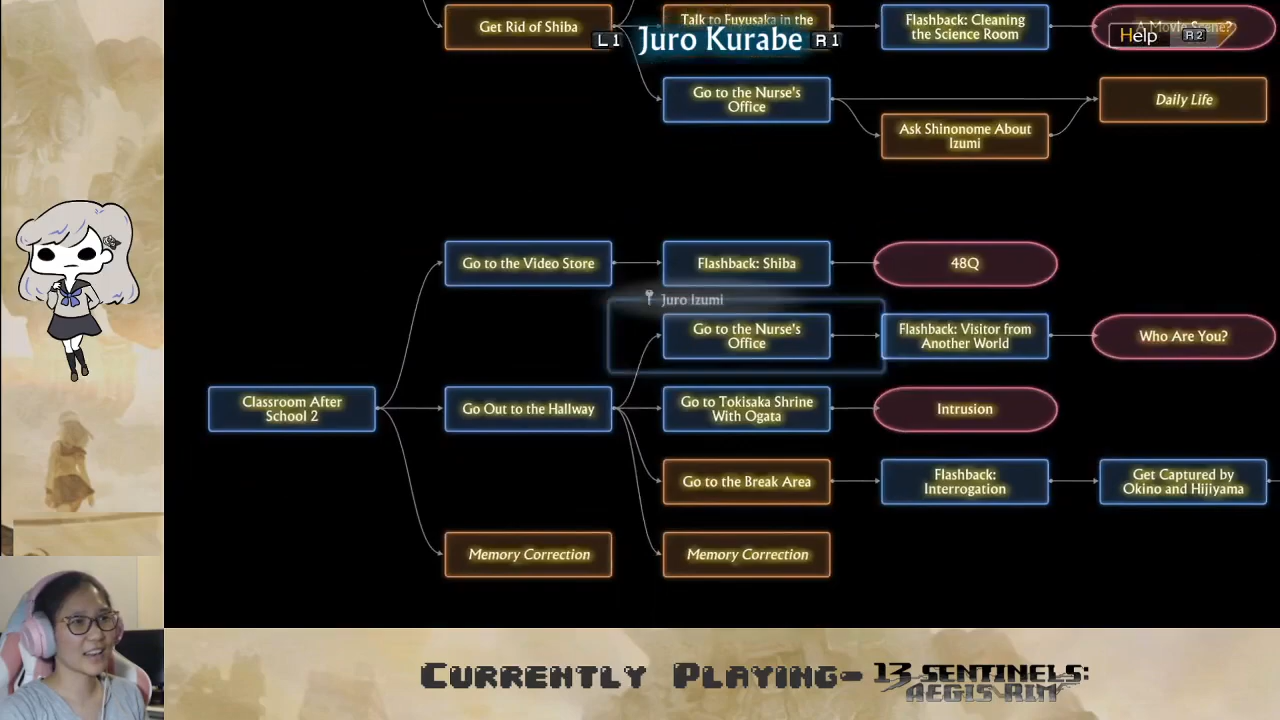 Get Rid of Shiba
Talk to Fuyusaka in the
Flashback: Cleaning
the Science Room
A Movie Scene?
L1 Juro Kurabe R1
Help R2
Go to the Nurse's
Office
Daily Life
Ask Shinonome About
Izumi
Go to the Video Store
Flashback: Shiba
48Q
Juro Izumi
Go to the Nurse's
Office
Flashback: Visitor from
Another World
Who Are You?
Classroom After
School 2
Go Out to the Hallway
Go to Tokisaka Shrine
With Ogata
Intrusion
Go to the Break Area
Flashback:
Interrogation
Get Captured by
Okino and Hijiyama
Memory Correction
Memory Correction
Currently Playing- 13 SENTINELS:
AEGIS RIM